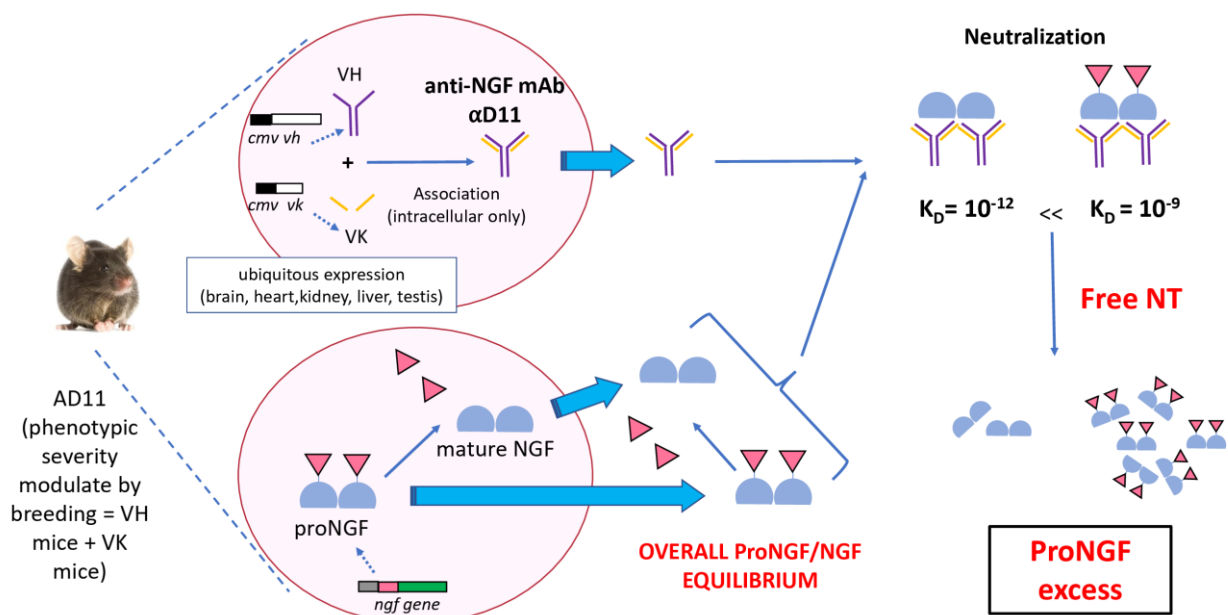 Neutralization
VH
anti-NGF mAb
αD11
cmv vh
+
Association
(intracellular only)
cmv vk
VK
ubiquitous expression
(brain, heart,kidney, liver, testis)
K_D= 10^-12 << K_D = 10^-9
Free NT
AD11
(phenotypic
severity
modulate by
breeding = VH
mice + VK
mice)
mature NGF
proNGF
ngf gene
OVERALL ProNGF/NGF
EQUILIBRIUM
ProNGF
excess